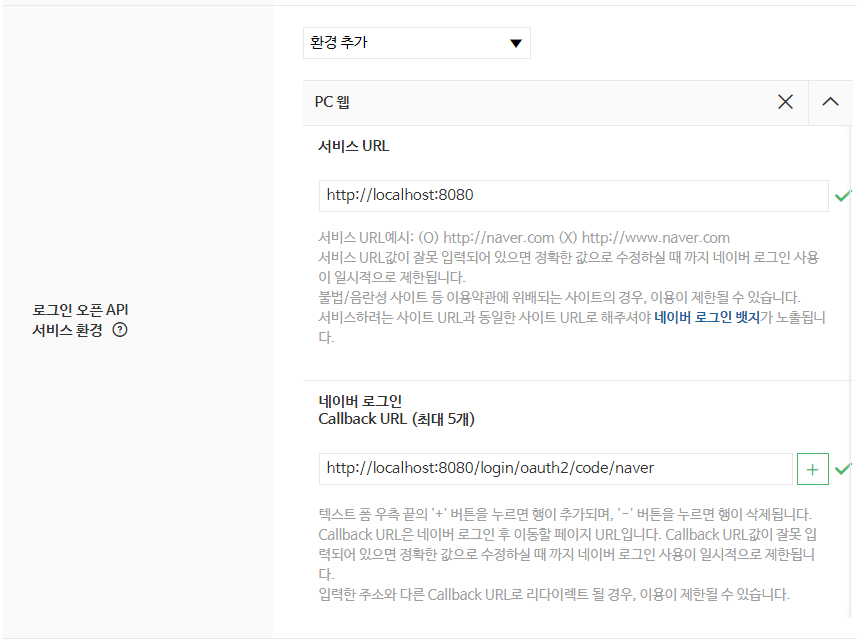 환경 추가
PC 웹
서비스 URL
http://localhost:8080
서비스 URL예시: (O) http://naver.com (X) http://www.naver.com
서비스 URL값이 잘못 입력되어 있으면 정확한 값으로 수정하실 때 까지 네이버 로그인 사용
이 일시적으로 제한됩니다.
불법/음란성 사이트 등 이용약관에 위배되는 사이트의 경우, 이용이 제한될 수 있습니다.
서비스하려는 사이트 URL과 동일한 사이트 URL로 해주셔야 네이버 로그인 뱃지가 노출됩니
다.
로그인 오픈 API
서비스 환경 ?
네이버 로그인
Callback URL (최대 5개)
http://localhost:8080/login/oauth2/code/naver
+
텍스트 폼 우측 끝의 '+' 버튼을 누르면 행이 추가되며, '-' 버튼을 누르면 행이 삭제됩니다.
Callback URL은 네이버 로그인 후 이동할 페이지 URL입니다. Callback URL값이 잘못 입
력되어 있으면 정확한 값으로 수정하실 때 까지 네이버 로그인 사용이 일시적으로 제한됩니
다.
입력한 주소와 다른 Callback URL로 리다이렉트 될 경우, 이용이 제한될 수 있습니다.